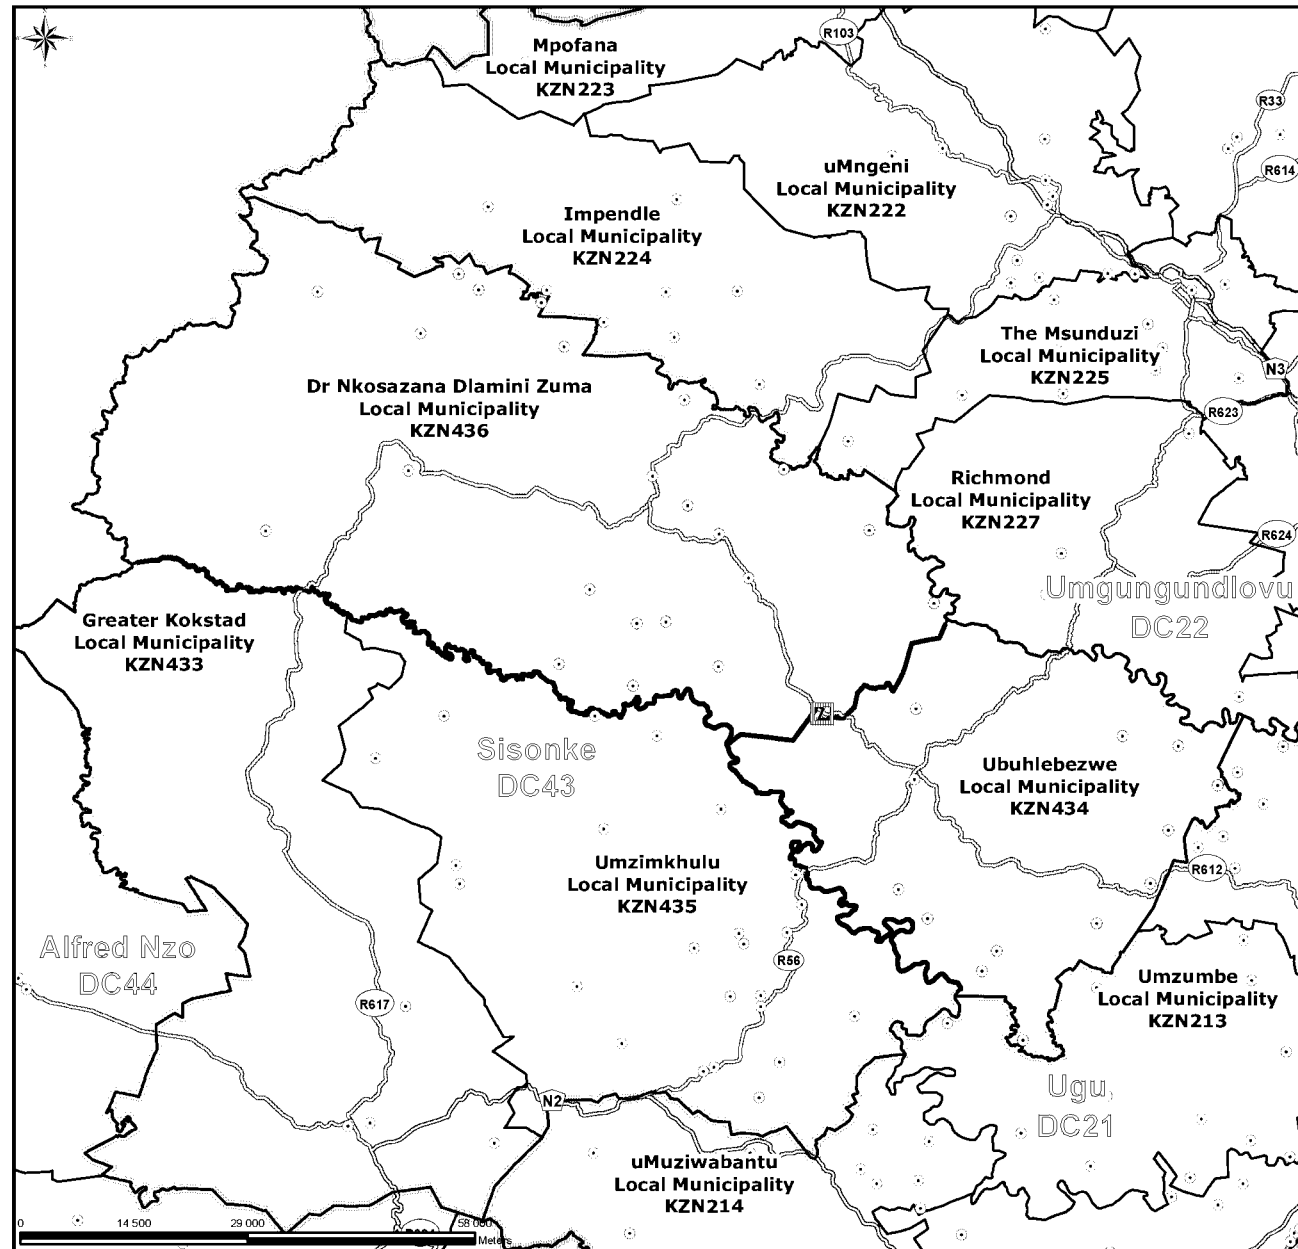 R103
Mpofana
Local Municipality
KZN223
R33
R614
uMngeni
Local Municipality
KZN222
Impendle
Local Municipality
KZN224
The Msunduzi
Local Municipality
KZN225
N3
Dr Nkosazana Dlamini Zuma
Local Municipality
KZN436
R623
Richmond
Local Municipality
KZN227
R624
Umgungundlovu
DC22
Greater Kokstad
Local Municipality
KZN433
Z
Sisonke
DC43
Ubuhlebezwe
Local Municipality
KZN434
Umzimkhulu
Local Municipality
KZN435
R612
Alfred Nzo
DC44
R56
Umzumbe
Local Municipality
KZN213
R617
N2
Ugu
DC21
uMuziwabantu
Local Municipality
KZN214
0 14 500 29 000 58 000
Meters